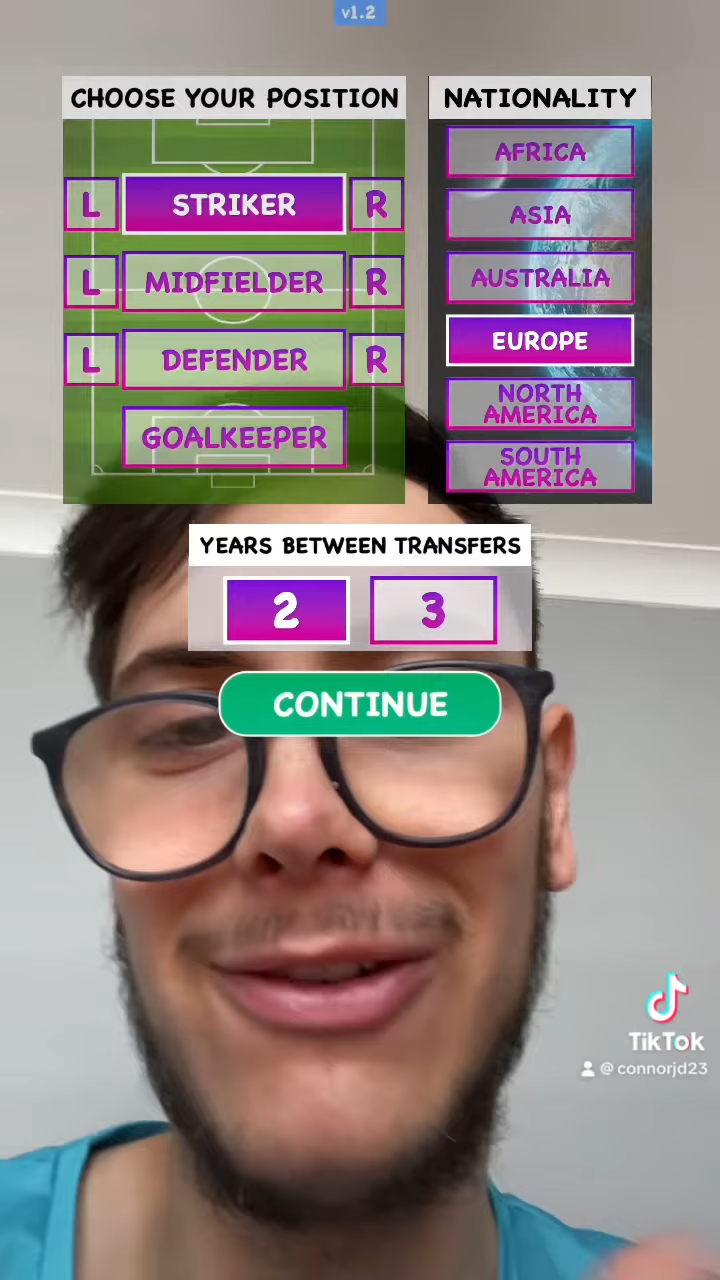 v1.2
CHOOSE YOUR POSITION
L STRIKER R
L MIDFIELDER R
L DEFENDER R
GOALKEEPER
NATIONALITY
AFRICA
ASIA
AUSTRALIA
EUROPE
NORTH
AMERICA
SOUTH
AMERICA
YEARS BETWEEN TRANSFERS
2 3
CONTINUE
TikTok
@connorjd23